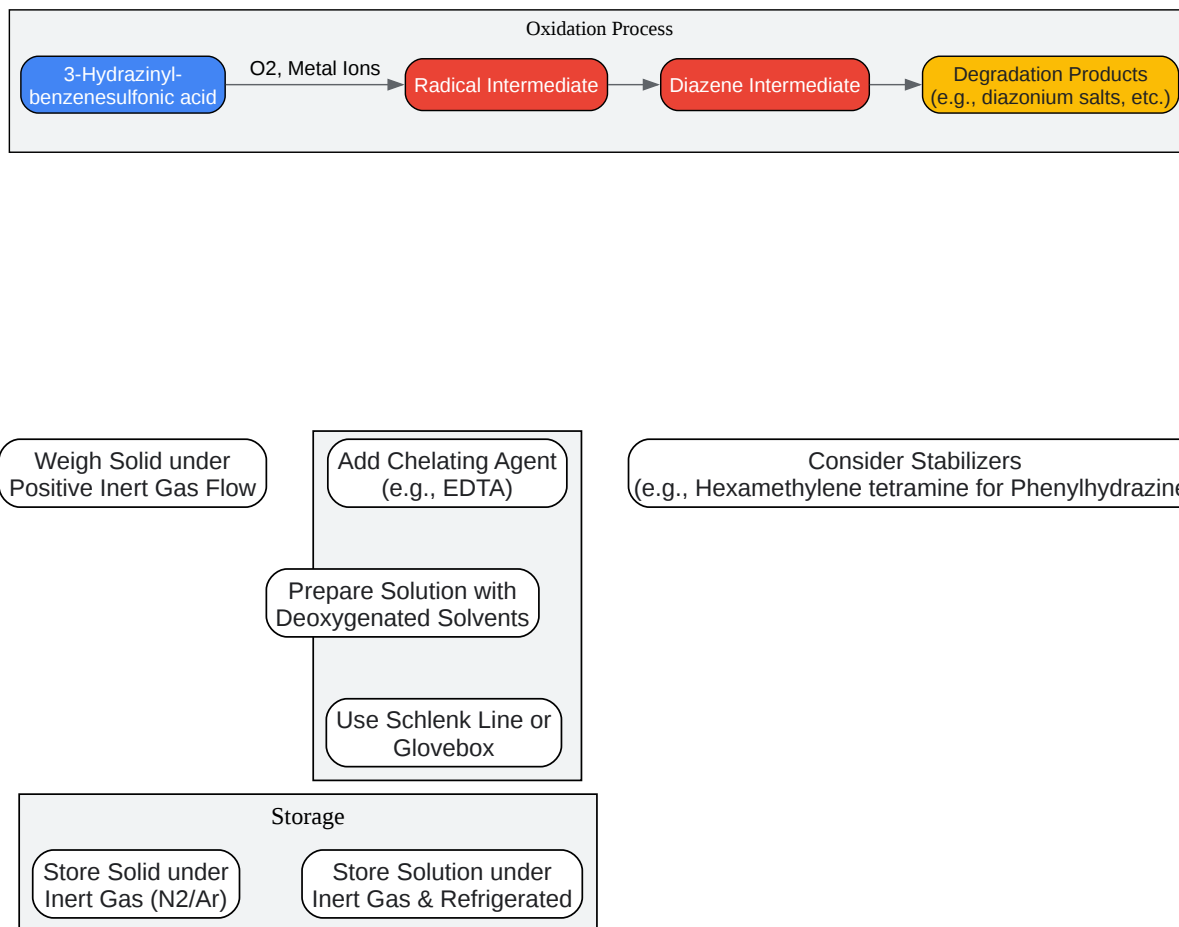 Oxidation Process
3-Hydrazinyl-
benzenesulfonic acid
O2, Metal Ions
Radical Intermediate
Diazene Intermediate
Degradation Products
(e.g., diazonium salts, etc.)
Weigh Solid under
Positive Inert Gas Flow
Add Chelating Agent
(e.g., EDTA)
Consider Stabilizers
(e.g., Hexamethylene tetramine for Phenylhydrazine
Prepare Solution with
Deoxygenated Solvents
Use Schlenk Line or
Glovebox
Storage
Store Solid under
Inert Gas (N2/Ar)
Store Solution under
Inert Gas & Refrigerated